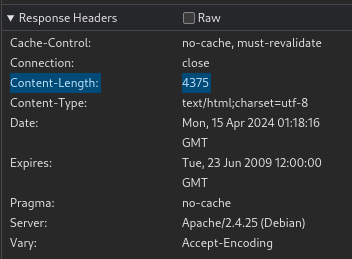 ▼ Response Headers Raw
Cache-Control: no-cache, must-revalidate
Connection: close
Content-Length: 4375
Content-Type: text/html;charset=utf-8
Date: Mon, 15 Apr 2024 01:18:16
GMT
Expires: Tue, 23 Jun 2009 12:00:00
GMT
Pragma: no-cache
Server: Apache/2.4.25 (Debian)
Vary: Accept-Encoding